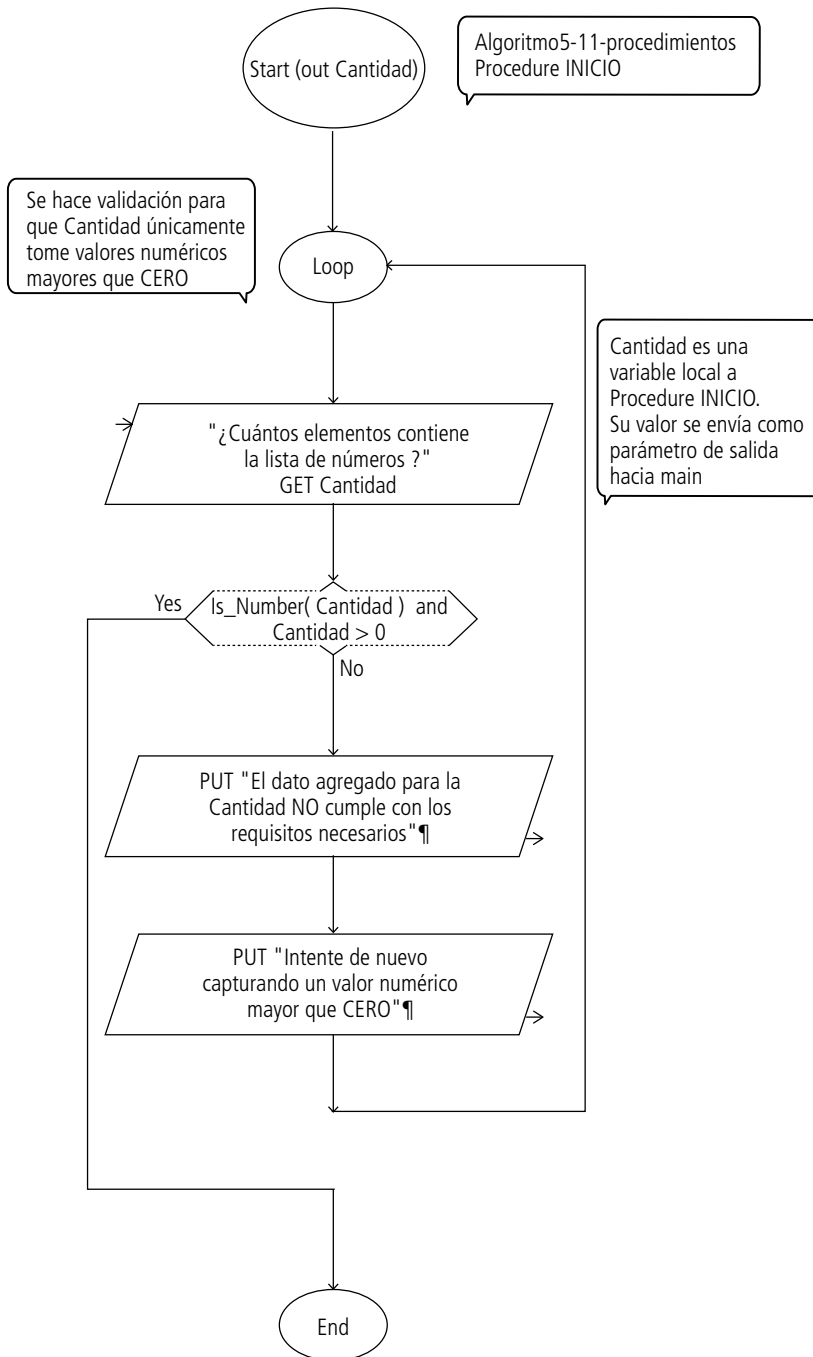 Start (out Cantidad)
Algoritmo5-11-procedimientos
Procedure INICIO
Se hace validación para
que Cantidad únicamente
tome valores numéricos
mayores que CERO
Loop
Cantidad es una
variable local a
Procedure INICIO.
Su valor se envía como
parámetro de salida
hacia main
"¿Cuántos elementos contiene
la lista de números ?"
GET Cantidad
Yes
Is_Number( Cantidad ) and
Cantidad > 0
No
PUT "El dato agregado para la
Cantidad NO cumple con los
requisitos necesarios"¶
PUT "Intente de nuevo
capturando un valor numérico
mayor que CERO"¶
End